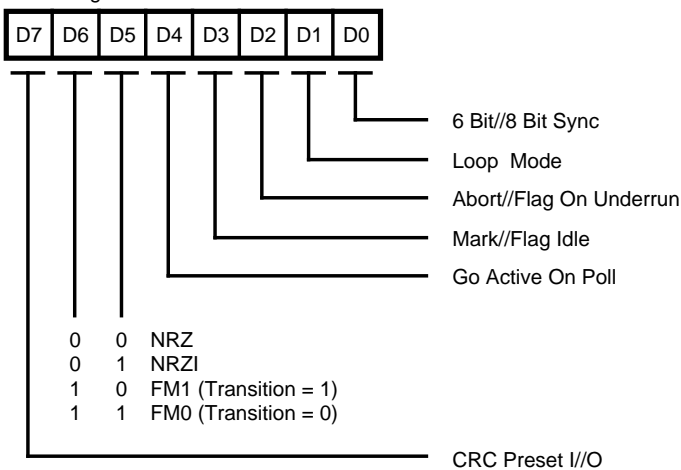 D7 D6 D5 D4 D3 D2 D1 D0
6 Bit//8 Bit Sync
Loop Mode
Abort//Flag On Underrun
Mark//Flag Idle
Go Active On Poll
0 0 NRZ
0 1 NRZI
1 0 FM1 (Transition = 1)
1 1 FM0 (Transition = 0)
CRC Preset I//O